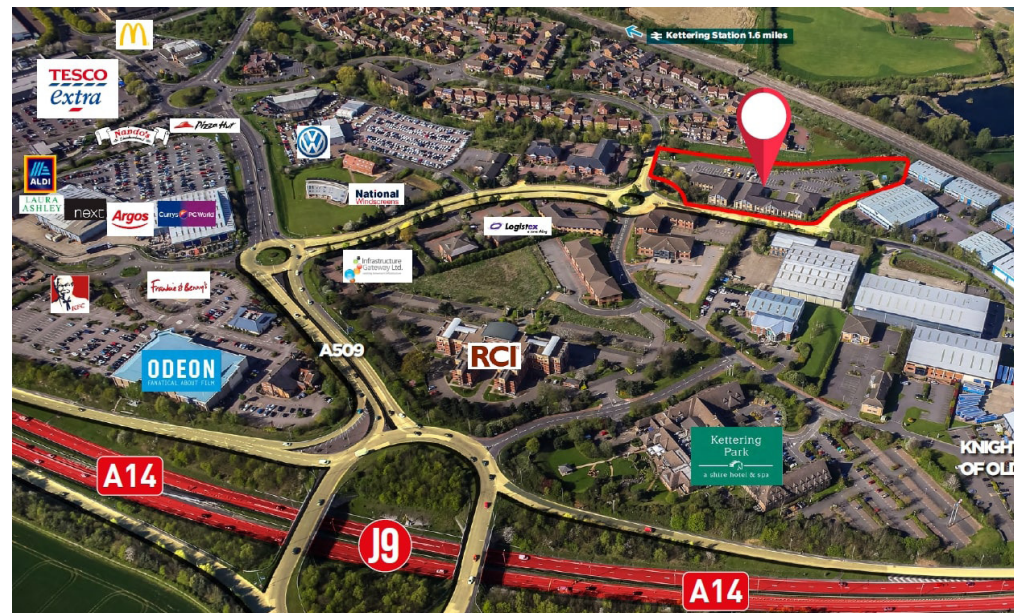 Kettering Station 1.6 miles
TESCO
extra
Nando's
Pizza Hut
ALDI
LAURA
ASHLEY
next
Argos
Currys PC World
National
Windscreens
Logistex
Infrastructure
Gateway Ltd.
KFC
Frankie & Benny's
ODEON
FANATICAL ABOUT FILM
A509
RCI
Kettering
Park
a shire hotel & spa
KNIGHT
OF OLD
A14
J9
A14